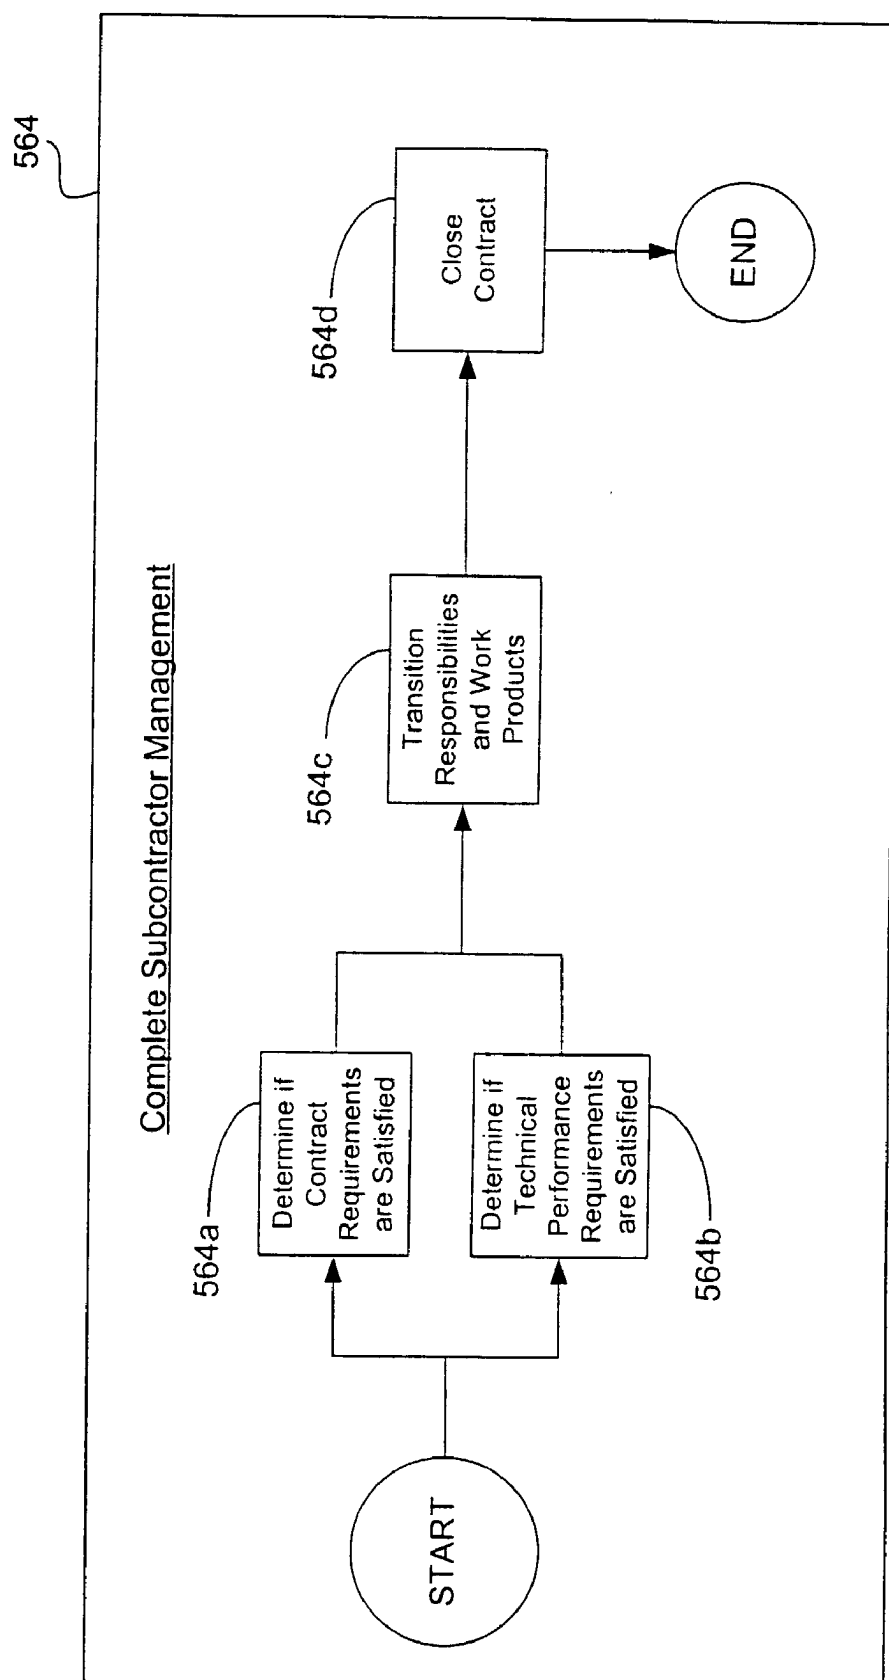 564
Complete Subcontractor Management
START
564a
Determine if
Contract
Requirements
are Satisfied
Determine if
Technical
Performance
Requirements
are Satisfied
564b
564c
Transition
Responsibilities
and Work
Products
564d
Close
Contract
END